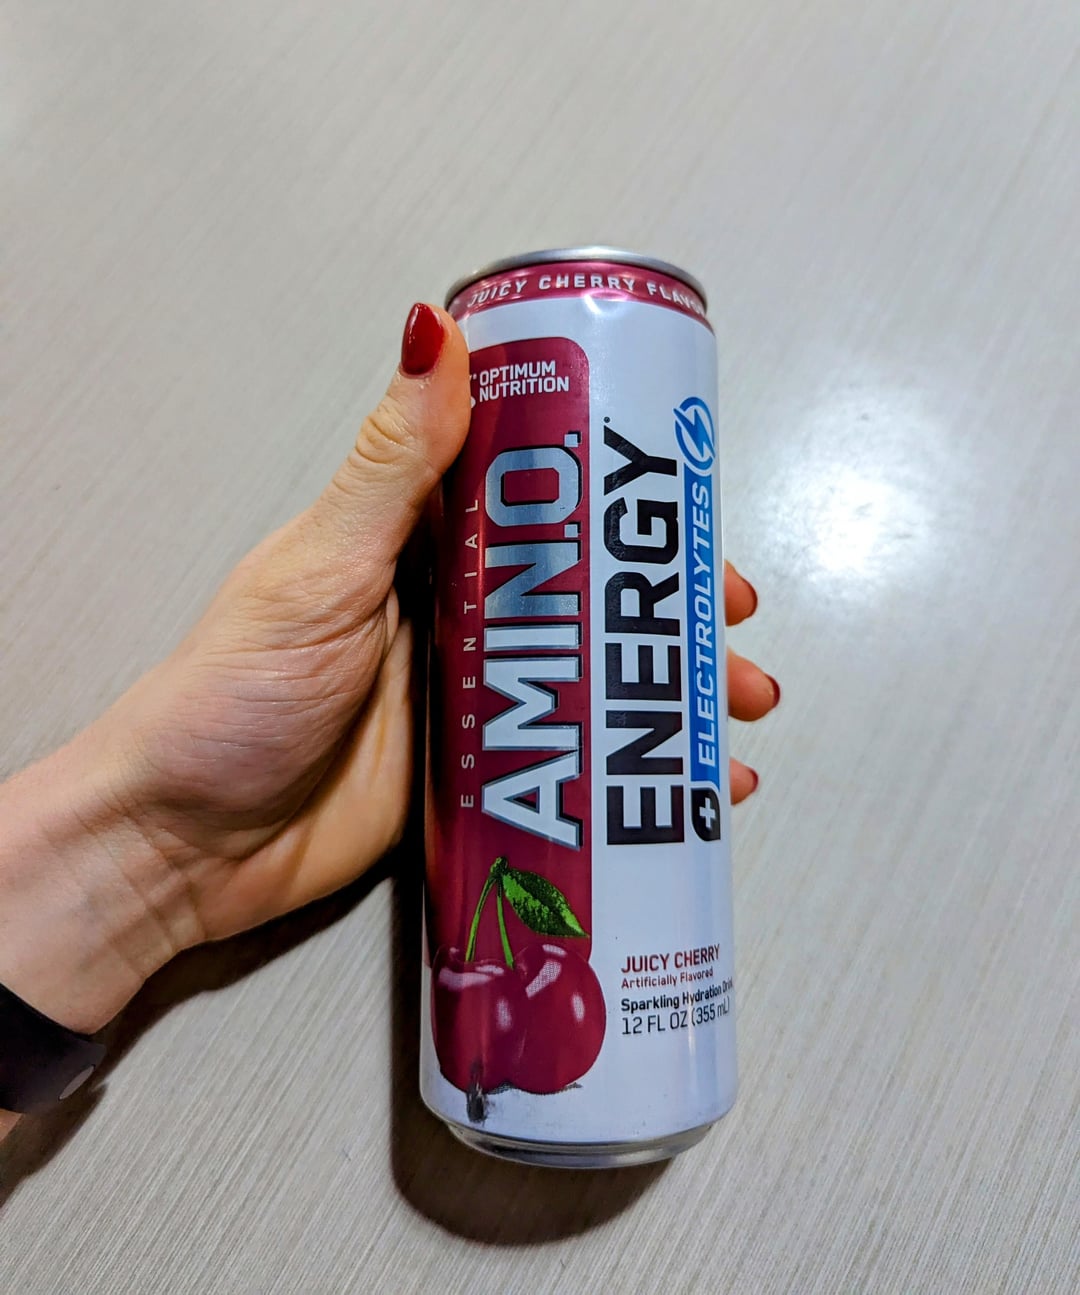 JUICY CHERRY FLAVO
OPTIMUM
NUTRITION
ESSENTIAL
AMIN.O.
ENERGY
+ ELECTROLYTES
JUICY CHERRY
Artificially Flavored
Sparkling Hydration Drink
12 FL OZ (355 mL)